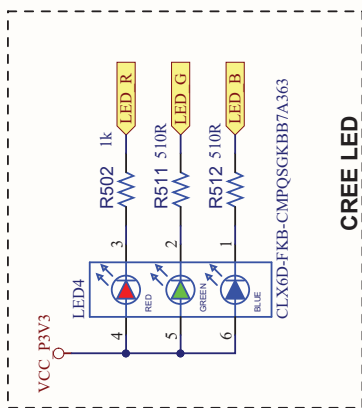 VCC_P3V3
LED4
4
3
RED
R502
1k
LED_R
5
2
GREEN
R511
510R
LED_G
6
1
BLUE
R512
510R
LED_B
CLX6D-FKB-CMPQSGKBB7A363
CREE LED